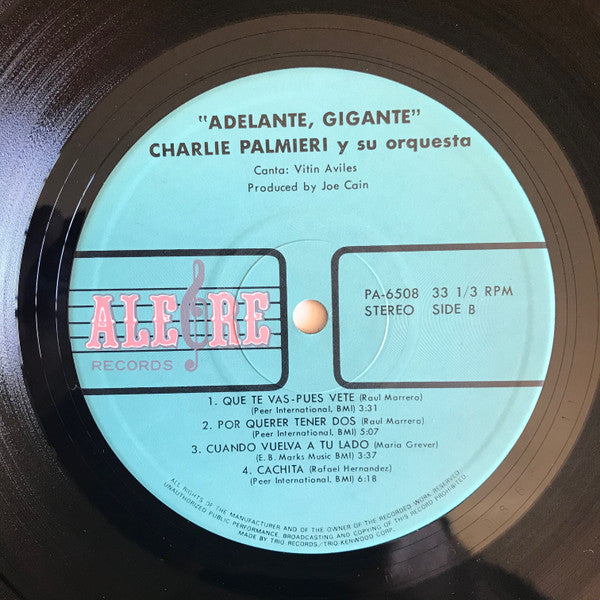 "ADELANTE, GIGANTE"
CHARLIE PALMIERI y su orquesta
Canta: Vitin Aviles
Produced by Joe Cain
ALEGRE
RECORDS
PA-6508 33 1/3 RPM
STEREO SIDE B
1. QUE TE VAS-PUES VETE (Raul Marrero)
(Peer International, BMI) 3:31
2. POR QUERER TENER DOS (Raul Marrero)
(Peer International, BMI) 5:07
3. CUANDO VUELVA A TU LADO (Maria Grever)
(E. B. Marks Music BMI) 3:37
4. CACHITA (Rafael Hernandez)
(Peer International, BMI) 6:18
ALL RIGHTS OF THE MANUFACTURER AND OF THE OWNER OF THE RECORDED WORK RESERVED.
UNAUTHORIZED PUBLIC PERFORMANCE, BROADCASTING AND COPYING OF THIS RECORD PROHIBITED.
MADE BY TRIO RECORDS/TRIO-KENWOOD CORP.